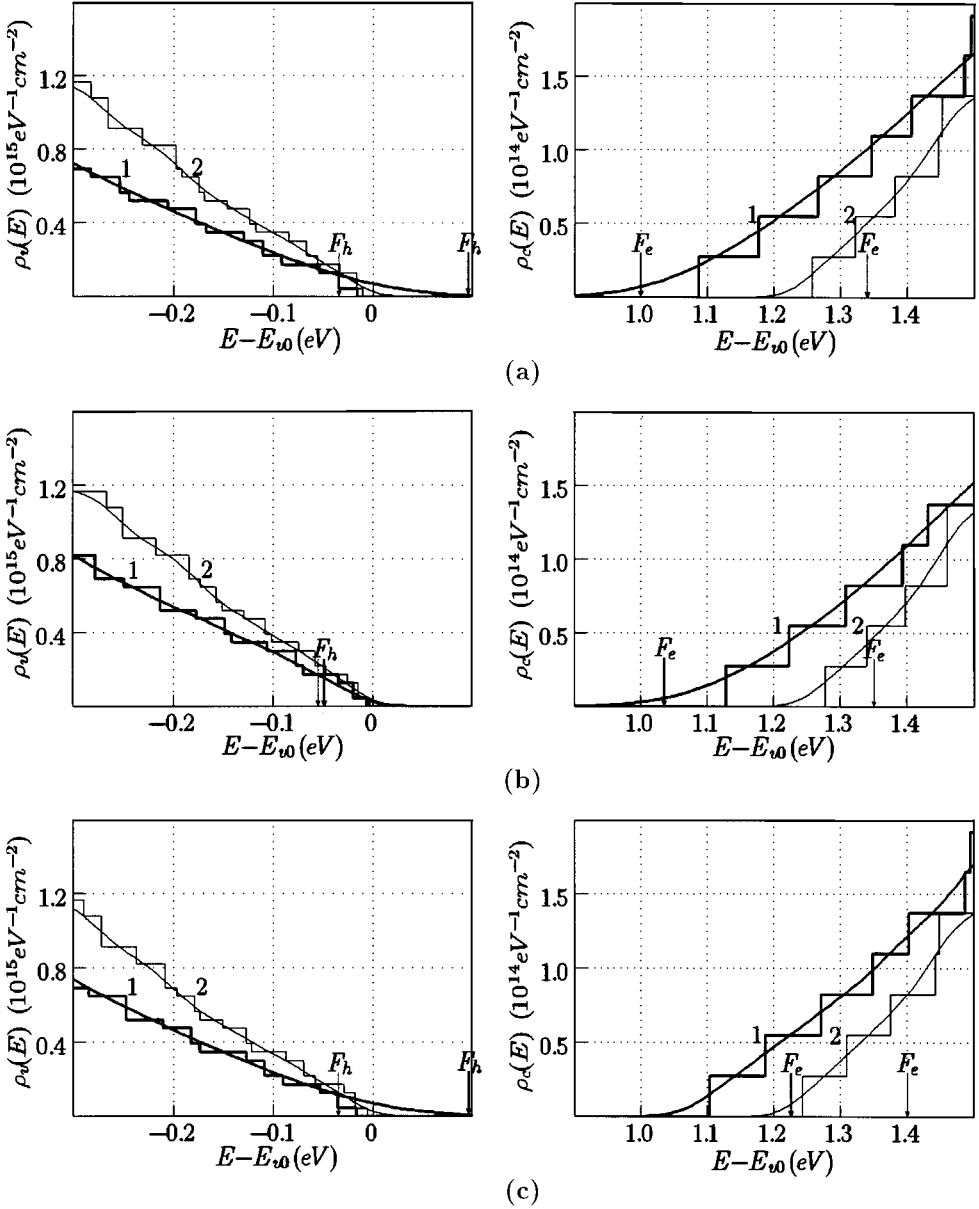 ρ_v(E) (10^15 eV^−1 cm^−2)
1.2
0.8
0.4
1
2
F_h
F_h
−0.2
−0.1
0
E−E_v0 (eV)
ρ_c(E) (10^14 eV^−1 cm^−2)
1.5
1.0
0.5
1
2
F_e
F_e
1.0
1.1
1.2
1.3
1.4
E−E_v0 (eV)
(a)
ρ_v(E) (10^15 eV^−1 cm^−2)
1.2
0.8
0.4
1
2
F_h
−0.2
−0.1
0
E−E_v0 (eV)
ρ_c(E) (10^14 eV^−1 cm^−2)
1.5
1.0
0.5
1
2
F_e
F_e
1.0
1.1
1.2
1.3
1.4
E−E_v0 (eV)
(b)
ρ_v(E) (10^15 eV^−1 cm^−2)
1.2
0.8
0.4
1
2
F_h
F_h
−0.2
−0.1
0
E−E_v0 (eV)
ρ_c(E) (10^14 eV^−1 cm^−2)
1.5
1.0
0.5
1
2
F_e
F_e
1.0
1.1
1.2
1.3
1.4
E−E_v0 (eV)
(c)